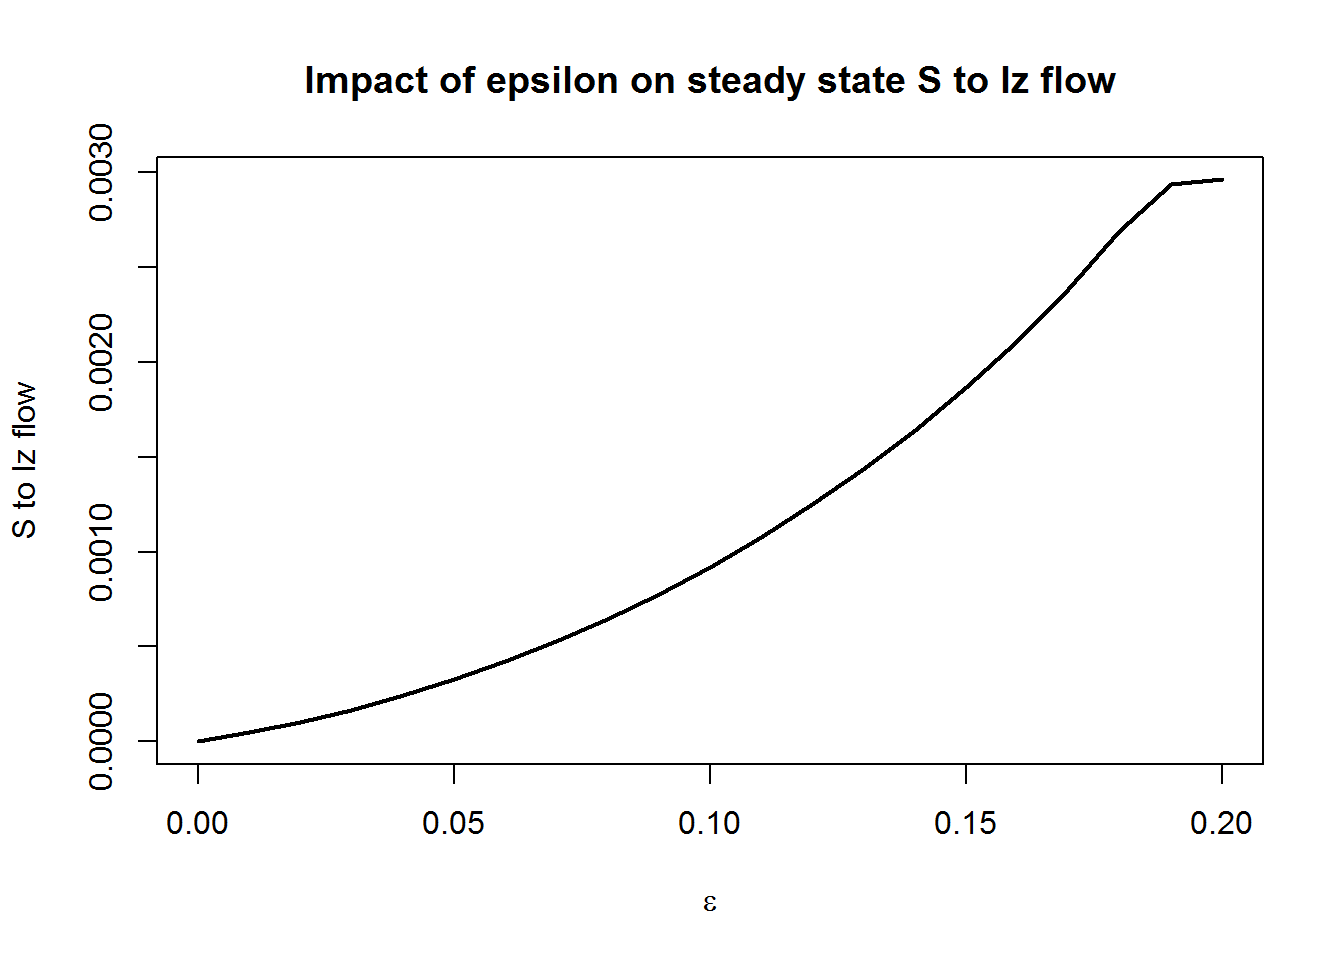 Impact of epsilon on steady state S to Iz flow
S to Iz flow
0.0030
0.0020
0.0010
0.0000
0.00 0.05 0.10 0.15 0.20
ε